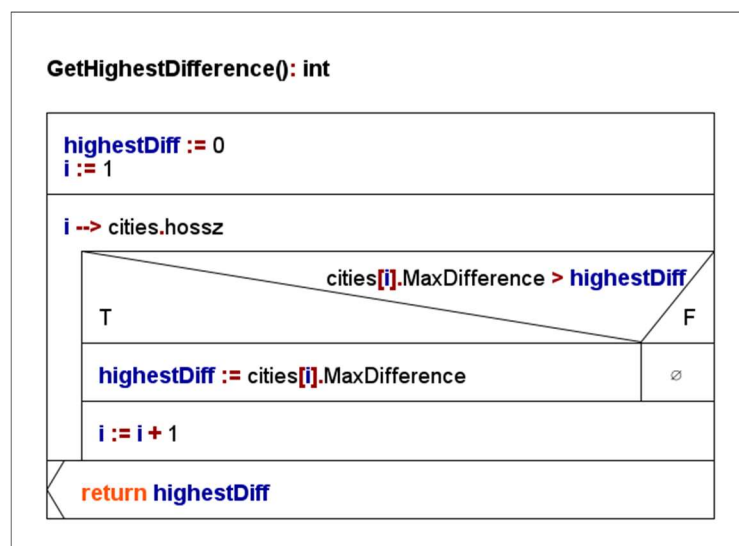 GetHighestDifference(): int
highestDiff := 0
i := 1
i --> cities.hossz
cities[i].MaxDifference > highestDiff
T F
highestDiff := cities[i].MaxDifference ∅
i := i + 1
return highestDiff